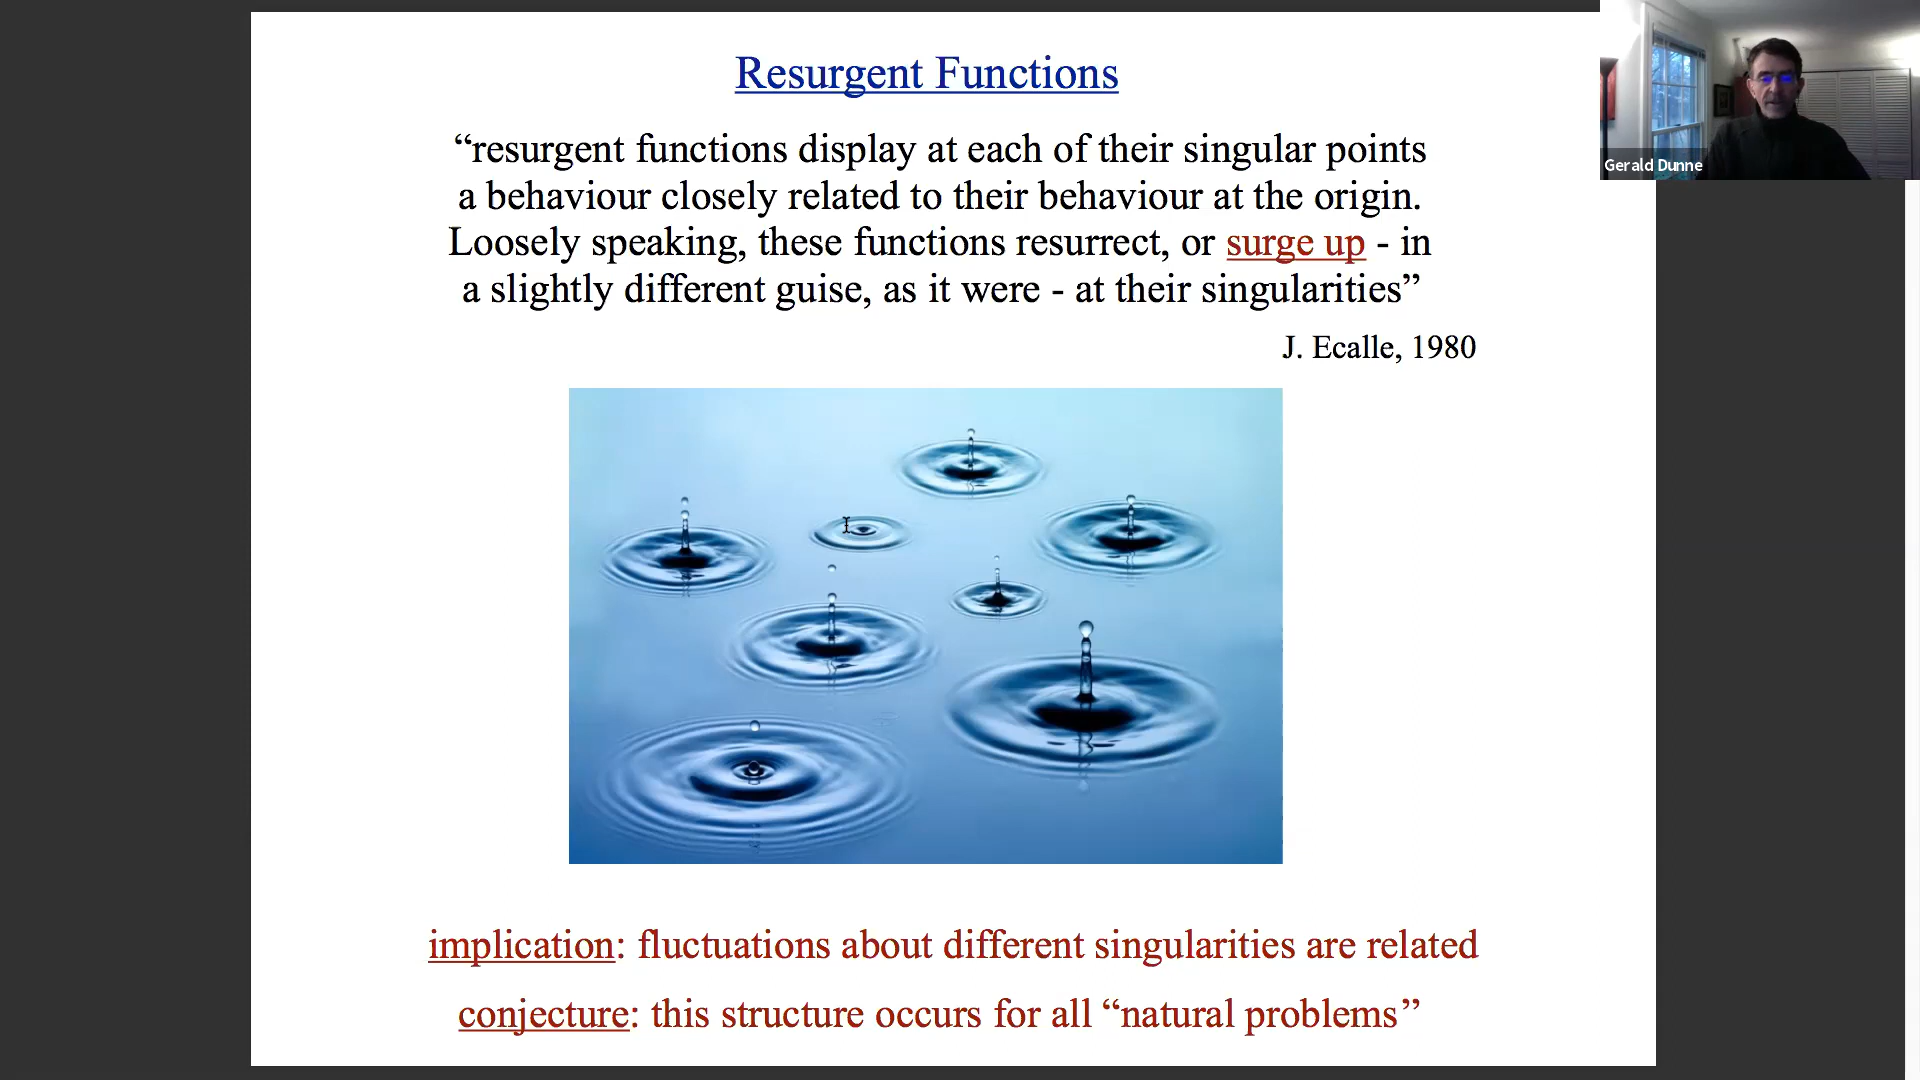 Resurgent Functions
“resurgent functions display at each of their singular points
a behaviour closely related to their behaviour at the origin.
Loosely speaking, these functions resurrect, or surge up - in
a slightly different guise, as it were - at their singularities”
J. Ecalle, 1980
implication: fluctuations about different singularities are related
conjecture: this structure occurs for all “natural problems”
Gerald Dunne